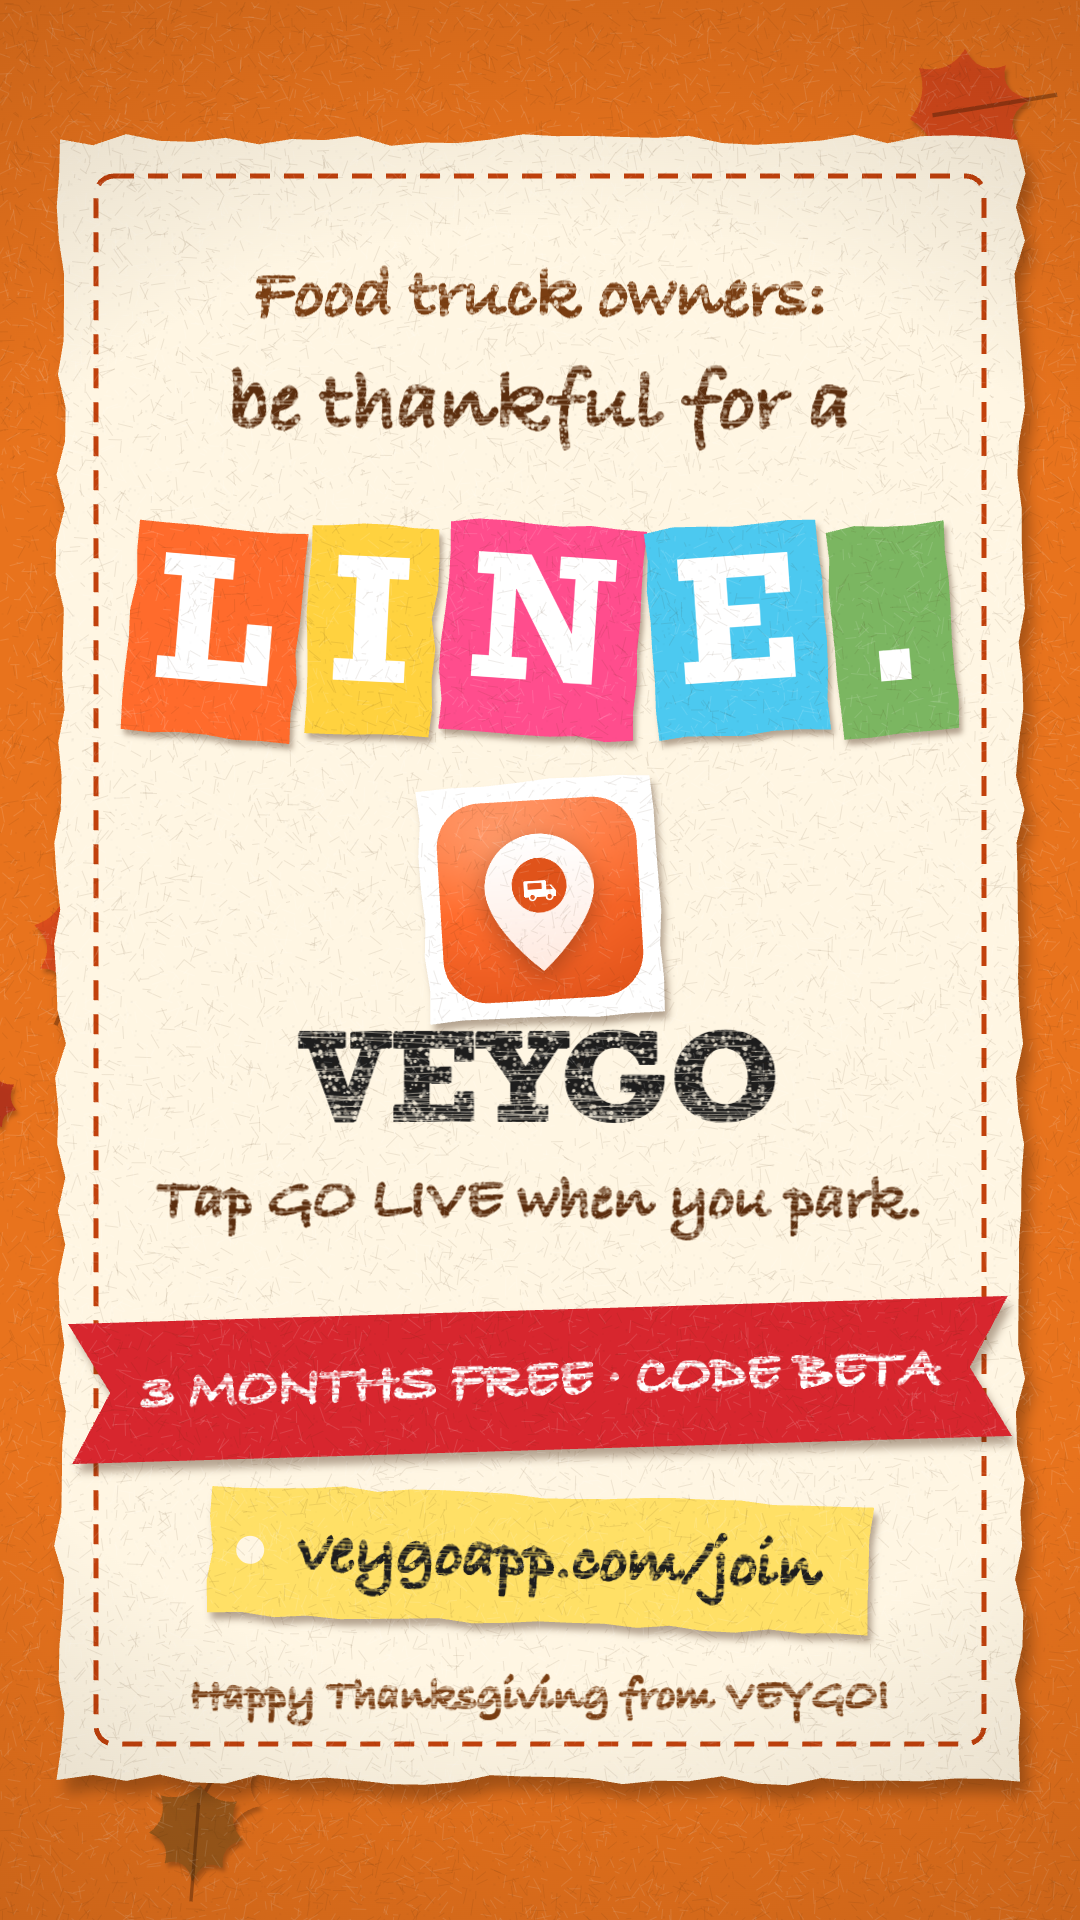 Food truck owners:
be thankful for a
LINE.
VEYGO
Tap GO LIVE when you park.
3 MONTHS FREE · CODE BETA
veygoapp.com/join
Happy Thanksgiving from VEYGO!